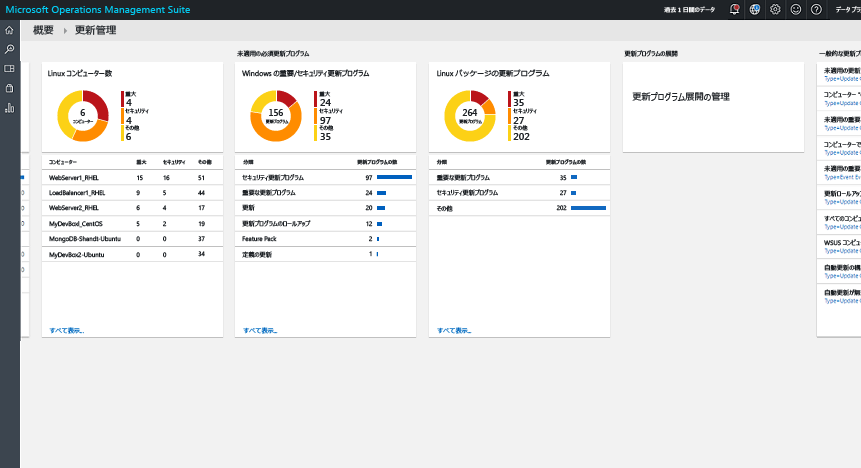 Microsoft Operations Management Suite
過去 1 日間のデータ
データ プラ
概要 更新管理
未適用の必須更新プログラム
更新プログラムの展開
一般的な更新プ
Linux コンピューター数
6
コンピューター
重大
4
セキュリティ
4
その他
6
コンピューター 重大 セキュリティ その他
WebServer1_RHEL 15 16 51
LoadBalancer1_RHEL 9 5 44
WebServer2_RHEL 6 4 17
MyDevBoxl_CentOS 5 2 19
MongoDB-Shandt-Ubuntu 0 0 37
MyDevBox2-Ubuntu 0 0 34
すべて表示...
Windows の重要/セキュリティ更新プログラム
156
更新プログラム
重大
24
セキュリティ
97
その他
35
分類 更新プログラムの数
セキュリティ更新プログラム 97
重要な更新プログラム 24
更新 20
更新プログラムのロールアップ 12
Feature Pack 2
定義の更新 1
すべて表示...
Linux パッケージの更新プログラム
264
更新プログラム
重大
35
セキュリティ
27
その他
202
分類 更新プログラムの数
重要な更新プログラム 35
セキュリティ更新プログラム 27
その他 202
すべて表示...
更新プログラム展開の管理
未適用の更新
Type=Update
コンピューター
Type=Update
未適用の重要
Type=Update
コンピューターで
Type=Update
未適用の重要
Type=Event Ev
更新ロールアッ
Type=Update
すべてのコンピュ
Type=Update
WSUS コンピュ
Type=Update
自動更新の構
Type=Update
自動更新が無
Type=Update